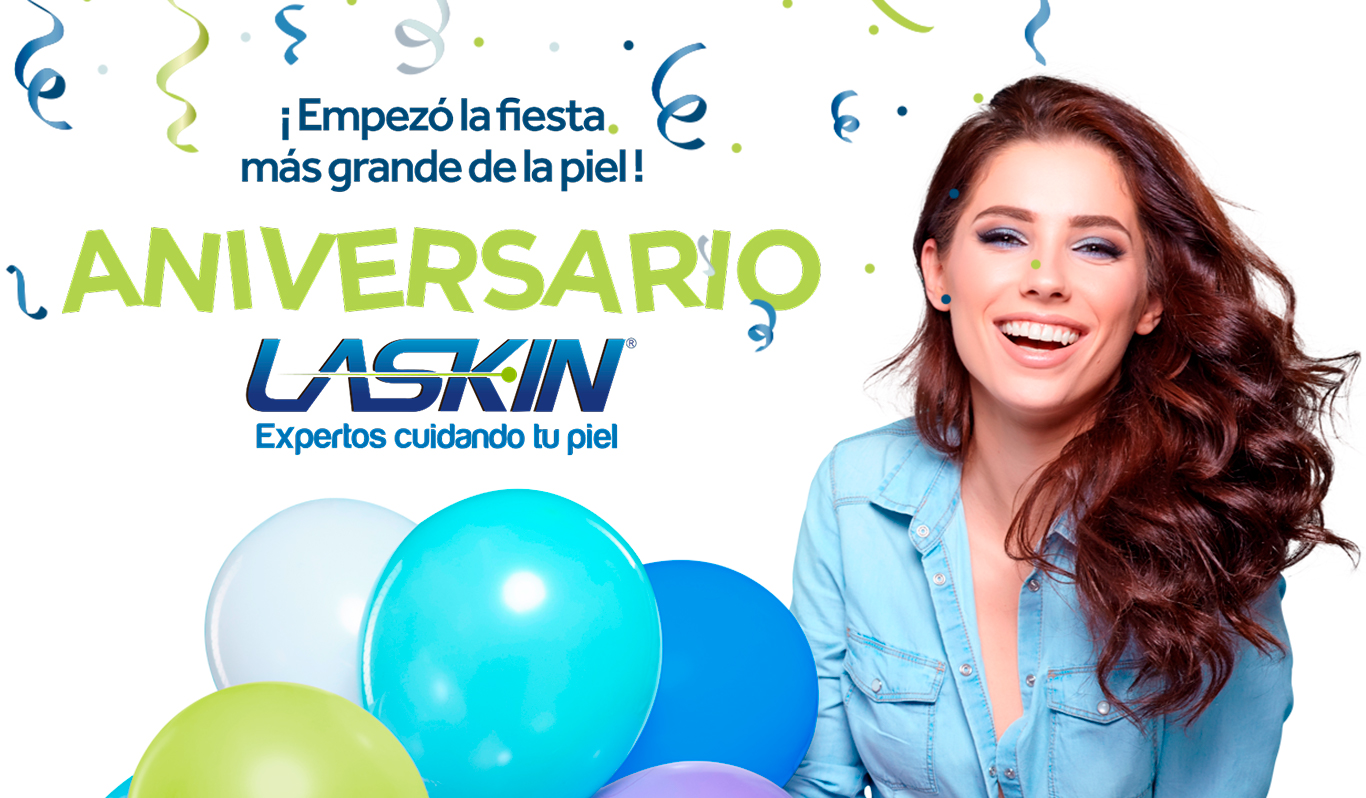 ¡Empezó la fiesta
más grande de la piel!
ANIVERSARIO
LASKIN®
Expertos cuidando tu piel